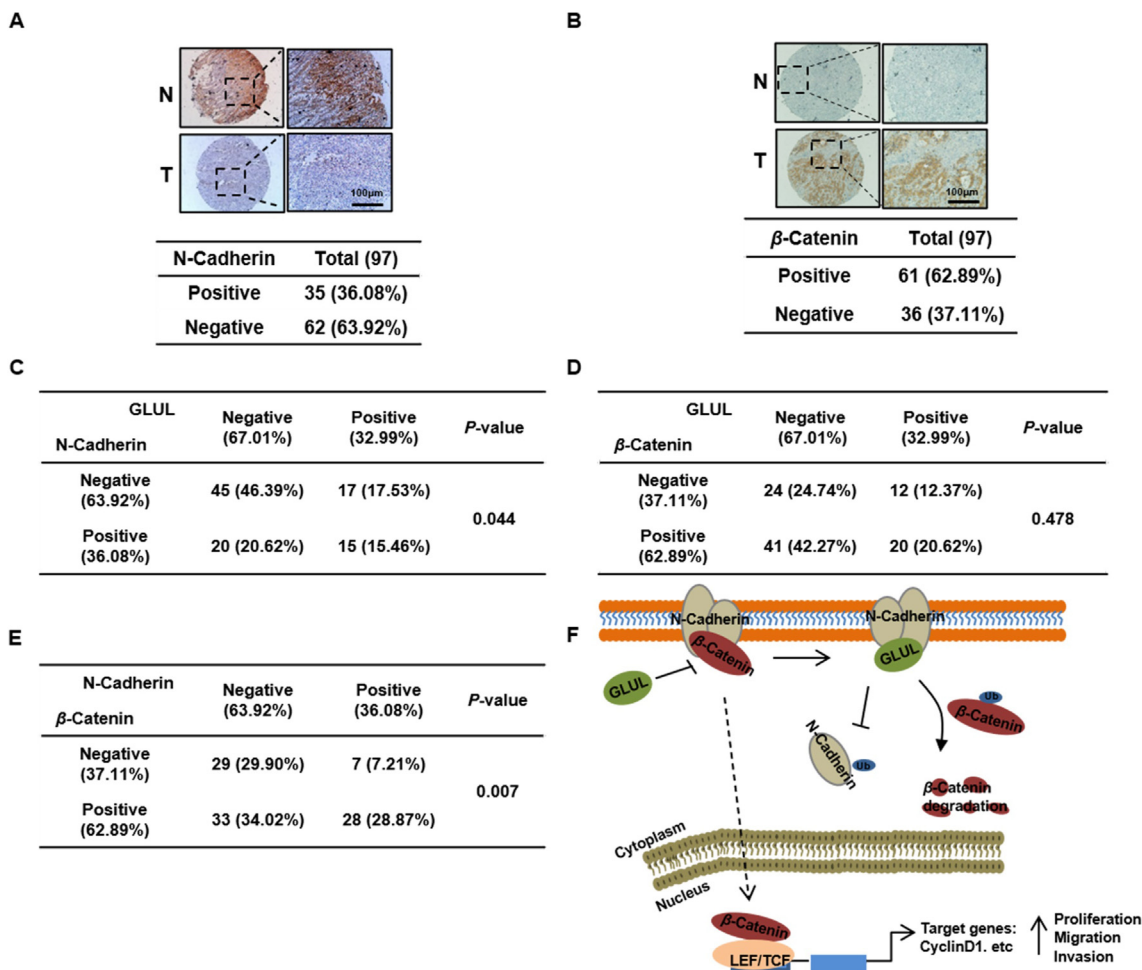 A
N
T
100µm
N-Cadherin Total (97)
Positive 35 (36.08%)
Negative 62 (63.92%)
B
N
T
100µm
β-Catenin Total (97)
Positive 61 (62.89%)
Negative 36 (37.11%)
C
GLUL Negative (67.01%) Positive (32.99%) P-value
N-Cadherin
Negative (63.92%) 45 (46.39%) 17 (17.53%)
0.044
Positive (36.08%) 20 (20.62%) 15 (15.46%)
D
GLUL Negative (67.01%) Positive (32.99%) P-value
β-Catenin
Negative (37.11%) 24 (24.74%) 12 (12.37%)
0.478
Positive (62.89%) 41 (42.27%) 20 (20.62%)
E
N-Cadherin Negative (63.92%) Positive (36.08%) P-value
β-Catenin
Negative (37.11%) 29 (29.90%) 7 (7.21%)
0.007
Positive (62.89%) 33 (34.02%) 28 (28.87%)
F
N-Cadherin
β-Catenin
GLUL
N-Cadherin
GLUL
Ub
β-Catenin
N-Cadherin
Ub
β-Catenin
degradation
Cytoplasm
Nucleus
β-Catenin
LEF/TCF
Target genes:
CyclinD1. etc
Proliferation
Migration
Invasion